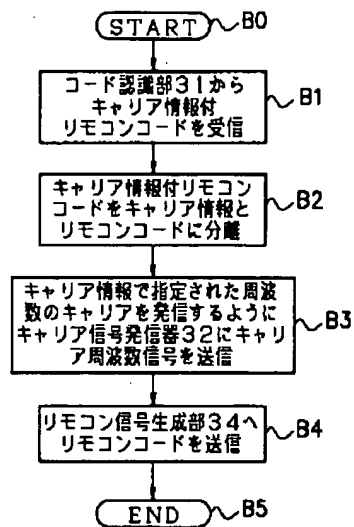 START
B0
コード認識部31から
キャリア情報付
リモコンコードを受信
B1
キャリア情報付リモコン
コードをキャリア情報と
リモコンコードに分離
B2
キャリア情報で指定された周波
数のキャリアを発信するように
キャリア信号発信器32にキャリ
ア周波数信号を送信
B3
リモコン信号生成部34へ
リモコンコードを送信
B4
END
B5